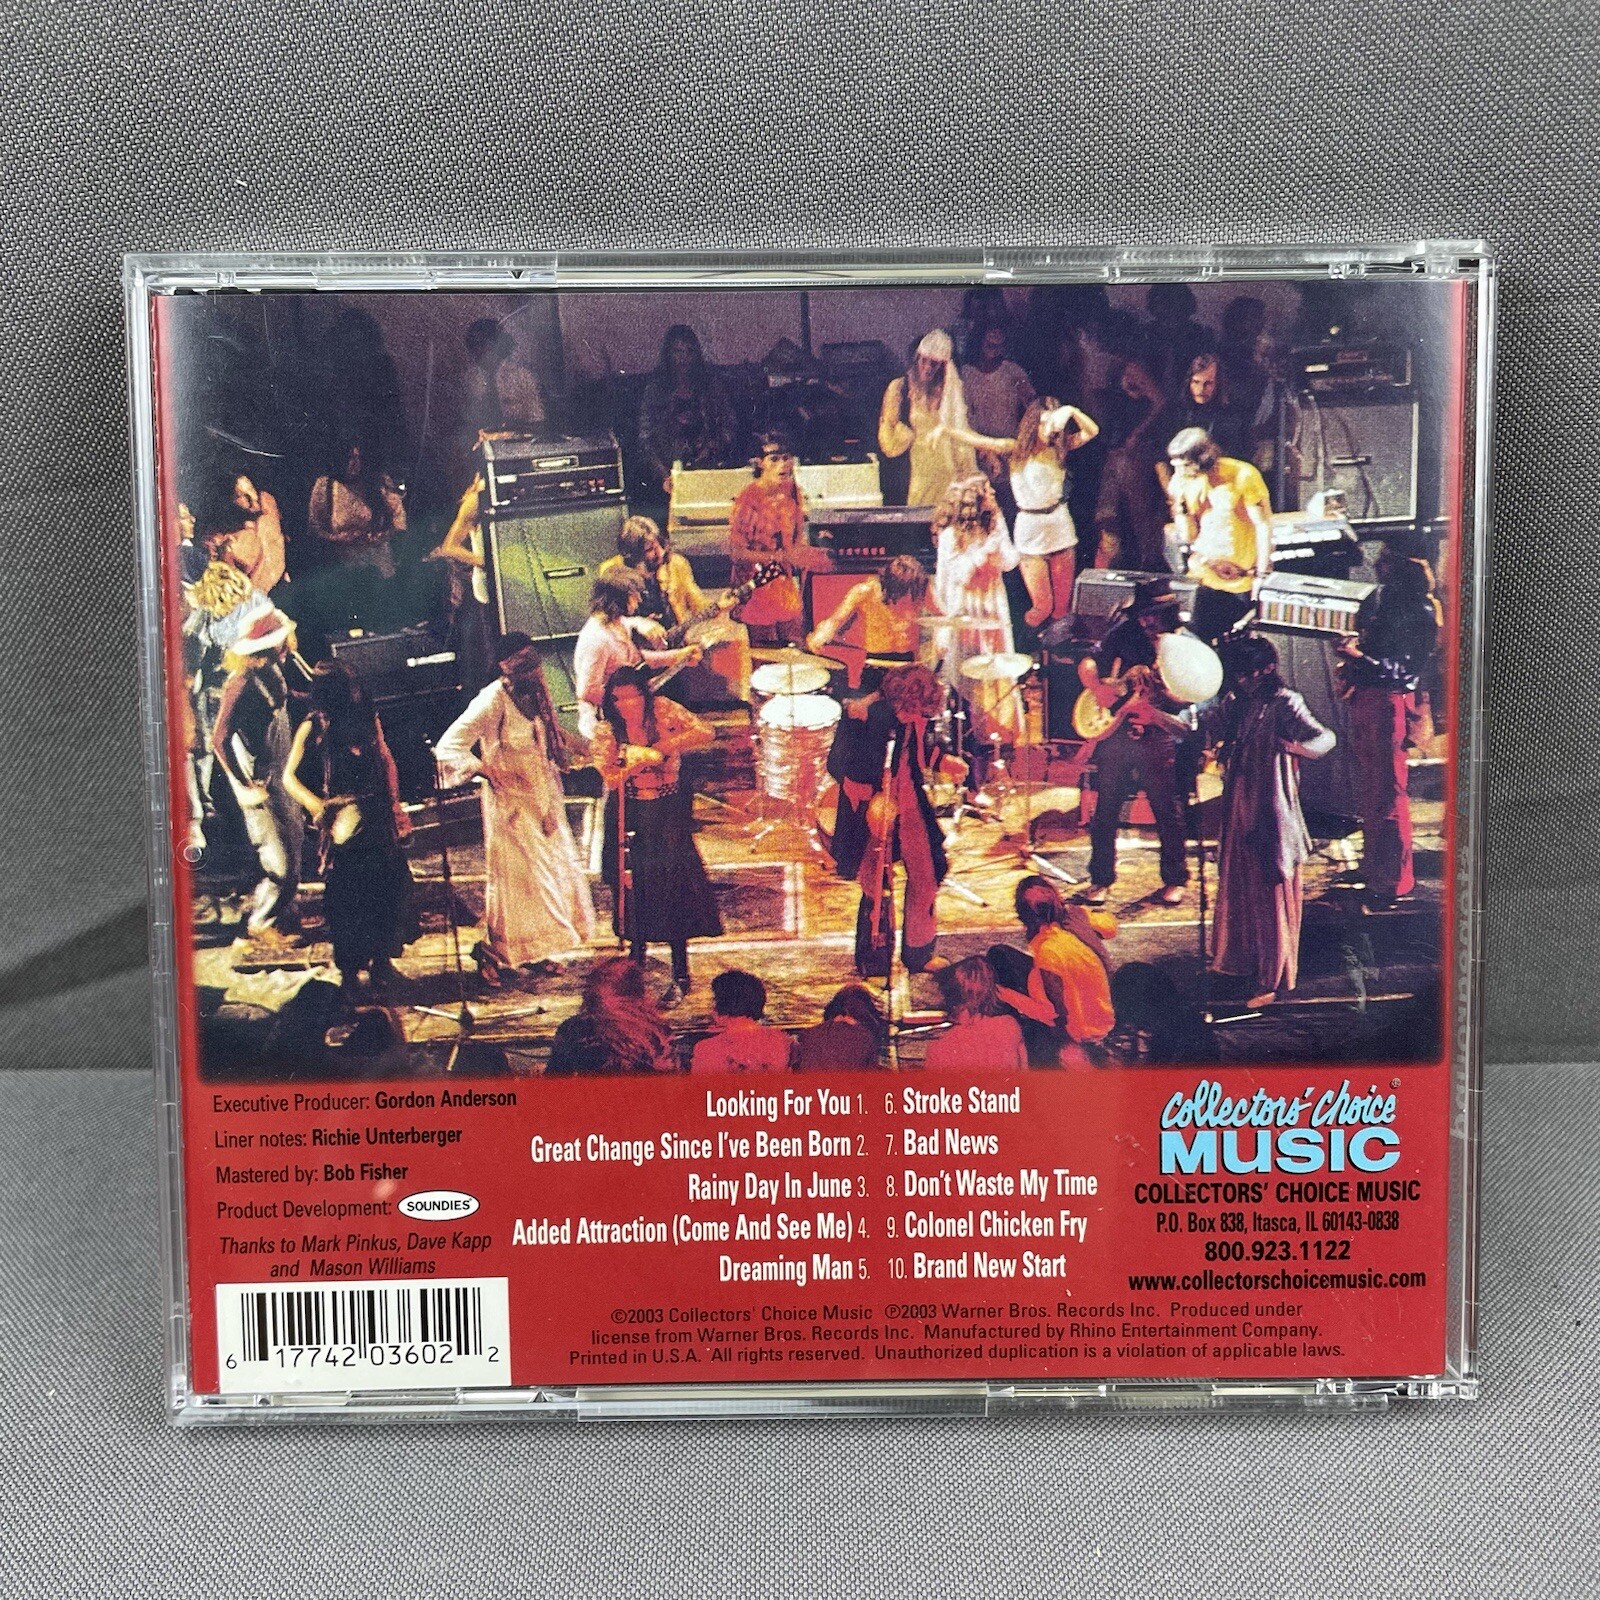 Executive Producer: Gordon Anderson
Liner notes: Richie Unterberger
Mastered by: Bob Fisher
Product Development: SOUNDIES
Thanks to Mark Pinkus, Dave Kapp
and Mason Williams
6 17742 03602 2
Looking For You 1.
Great Change Since I've Been Born 2.
Rainy Day In June 3.
Added Attraction (Come And See Me) 4.
Dreaming Man 5.
6. Stroke Stand
7. Bad News
8. Don't Waste My Time
9. Colonel Chicken Fry
10. Brand New Start
Collectors' Choice ®
MUSIC
COLLECTORS' CHOICE MUSIC
P.O. Box 838, Itasca, IL 60143-0838
800.923.1122
www.collectorschoicemusic.com
©2003 Collectors' Choice Music ℗2003 Warner Bros. Records Inc. Produced under
license from Warner Bros. Records Inc. Manufactured by Rhino Entertainment Company.
Printed in U.S.A. All rights reserved. Unauthorized duplication is a violation of applicable laws.